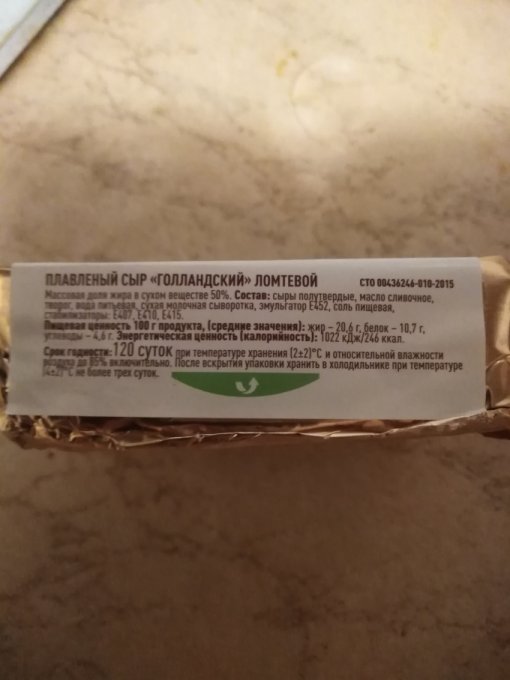 ПЛАВЛЕНЫЙ СЫР «ГОЛЛАНДСКИЙ» ЛОМТЕВОЙ СТО 00436246-010-2015
Массовая доля жира в сухом веществе 50%. Состав: сыры полутвердые, масло сливочное,
творог, вода питьевая, сухая молочная сыворотка, эмульгатор Е452, соль пищевая,
стабилизаторы: Е407, Е410, Е415.
Пищевая ценность 100 г продукта, (средние значения): жир – 20,6 г, белок – 10,7 г,
углеводы – 4,6 г. Энергетическая ценность (калорийность): 1022 кДж/246 ккал.
Срок годности: 120 СУТОК при температуре хранения (2±2)°С и относительной влажности
воздуха до 85% включительно. После вскрытия упаковки хранить в холодильнике при температуре
(4±2)°С не более трех суток.